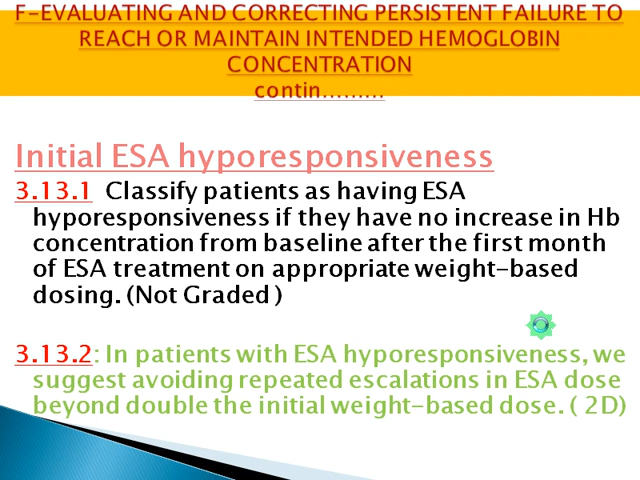 F-EVALUATING AND CORRECTING PERSISTENT FAILURE TO
REACH OR MAINTAIN INTENDED HEMOGLOBIN
CONCENTRATION
contin.........
Initial ESA hyporesponsiveness
3.13.1 Classify patients as having ESA
hyporesponsiveness if they have no increase in Hb
concentration from baseline after the first month
of ESA treatment on appropriate weight-based
dosing. (Not Graded )
3.13.2: In patients with ESA hyporesponsiveness, we
suggest avoiding repeated escalations in ESA dose
beyond double the initial weight-based dose. ( 2D)